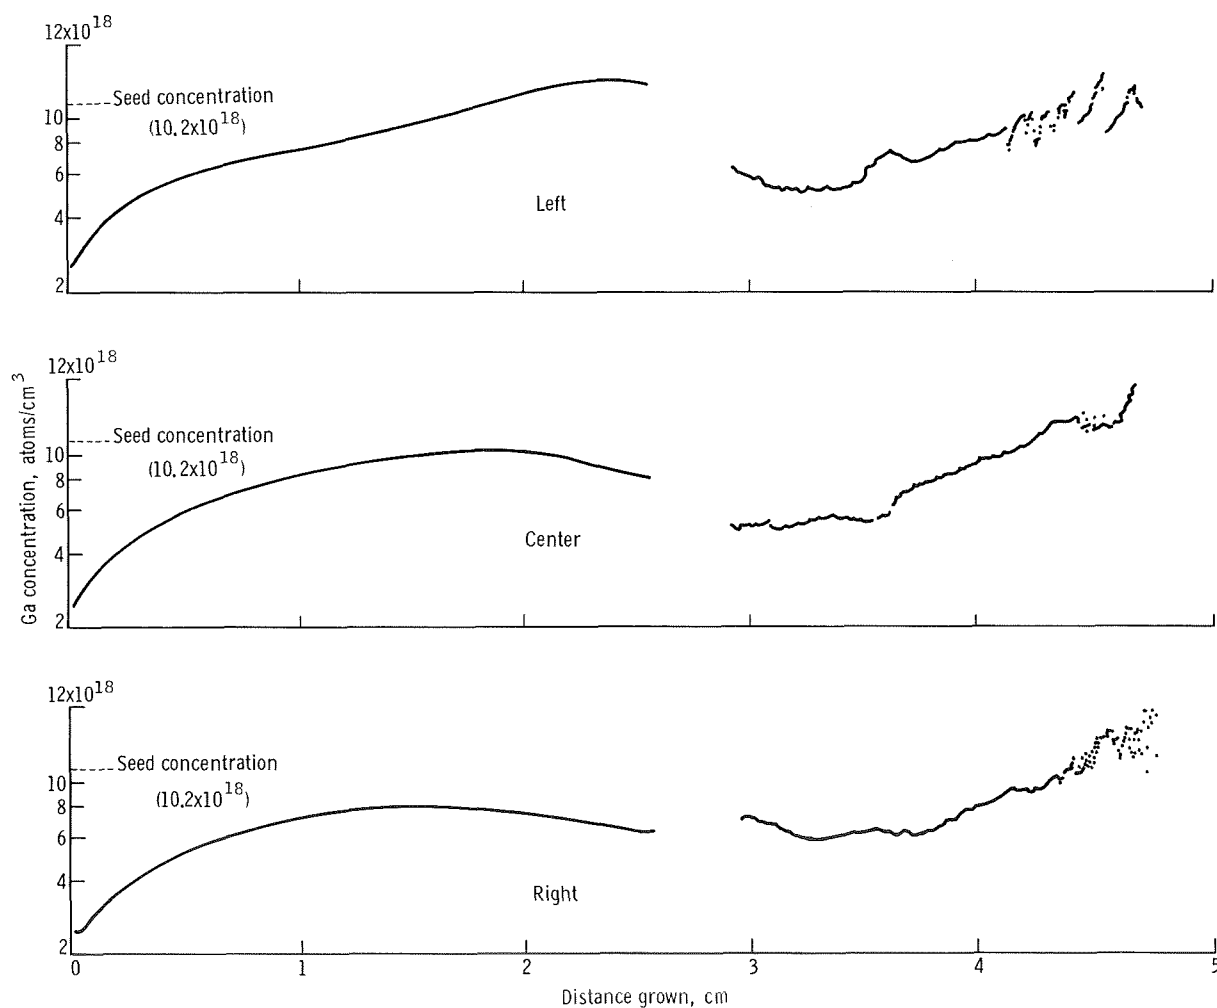 12x10^18
Seed concentration
(10.2x10^18)
10
8
6
4
2
Left
Ga concentration, atoms/cm^3
12x10^18
Seed concentration
(10.2x10^18)
10
8
6
4
2
Center
12x10^18
Seed concentration
(10.2x10^18)
10
8
6
4
2
Right
0 1 2 3 4 5
Distance grown, cm